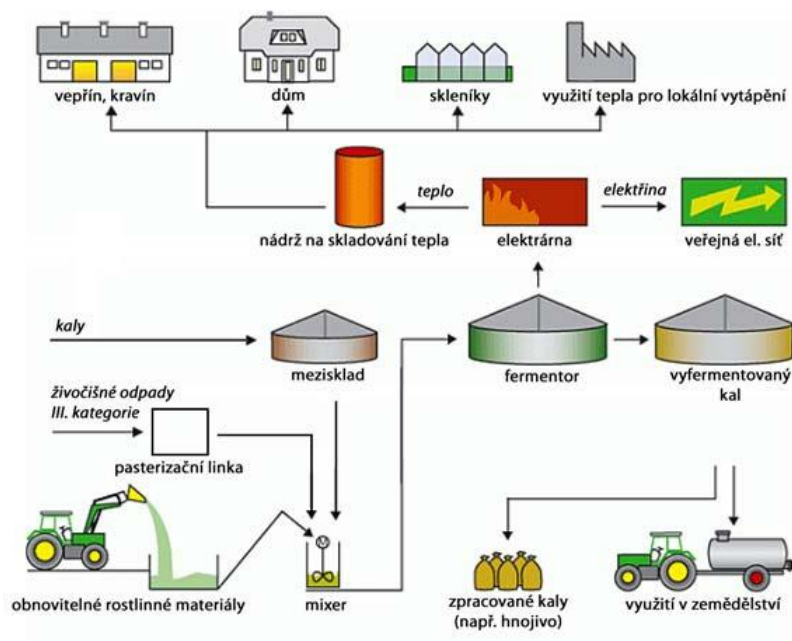 vepřín, kravín
dům
skleníky
využití tepla pro lokální vytápění
teplo
elektřina
nádrž na skladování tepla
elektrárna
veřejná el. síť
kaly
mezisklad
fermentor
vyfermentovaný
kal
živočišné odpady
III. kategorie
pasterizační linka
obnovitelné rostlinné materiály
M
mixer
zpracované kaly
(např. hnojivo)
využití v zemědělství